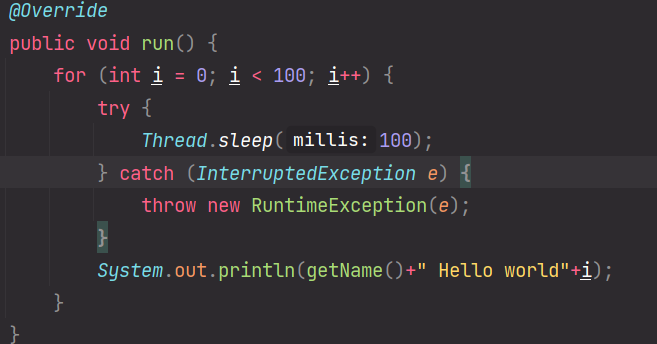 @Override
public void run() {
for (int i = 0; i < 100; i++) {
try {
Thread.sleep( millis: 100);
} catch (InterruptedException e) {
throw new RuntimeException(e);
}
System.out.println(getName()+" Hello world"+i);
}
}